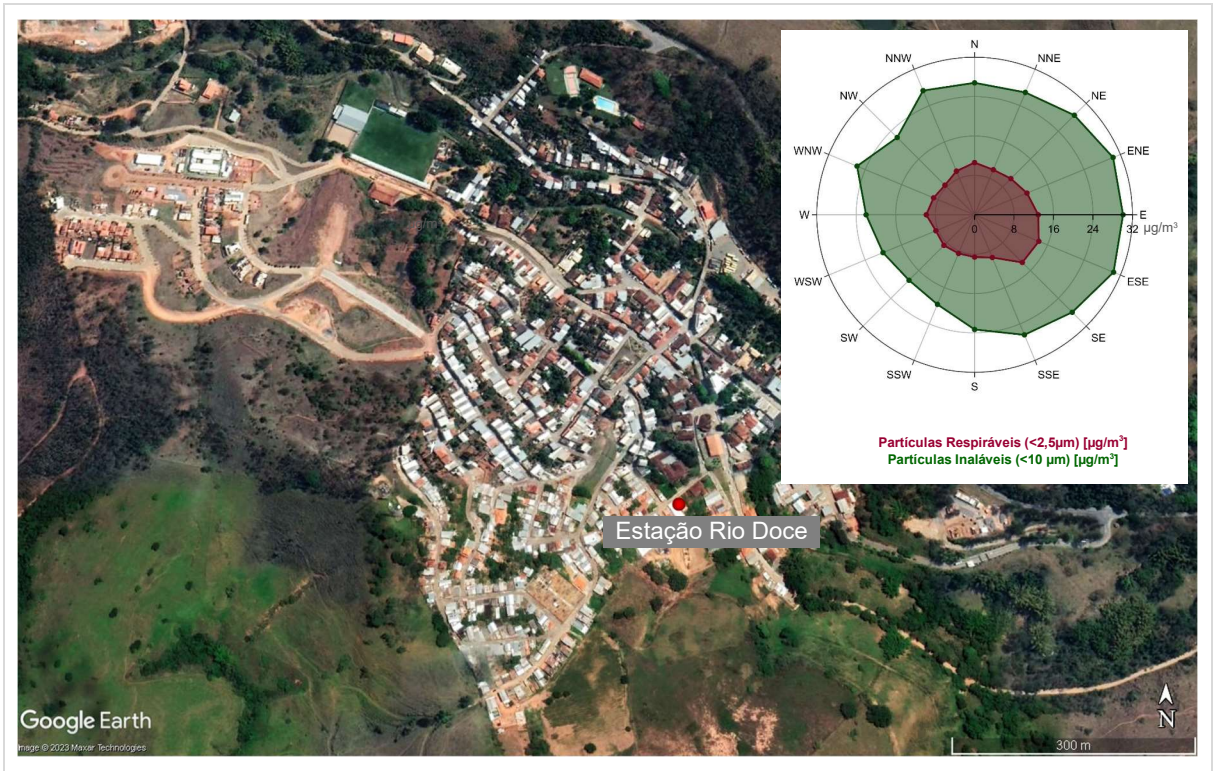 N
NNW
NNE
NW
NE
WNW
ENE
W
E
0
8
16
24
32
µg/m³
WSW
ESE
SW
SE
SSW
SSE
S
Partículas Respiráveis (<2,5µm) [µg/m³]
Partículas Inaláveis (<10 µm) [µg/m³]
Estação Rio Doce
Google Earth
Image © 2023 Maxar Technologies
N
300 m